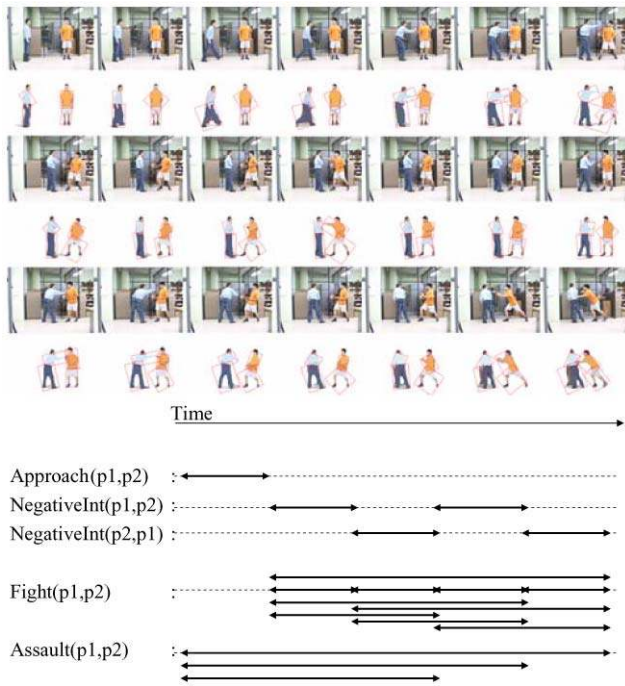 Time
Approach(p1,p2) :
NegativeInt(p1,p2) :
NegativeInt(p2,p1) :
Fight(p1,p2) :
Assault(p1,p2) :